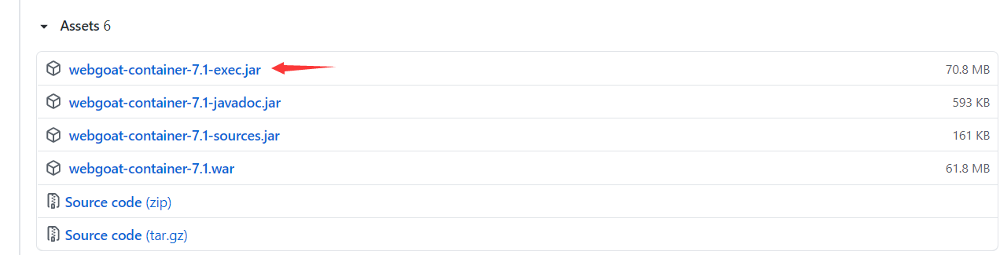 Assets 6
webgoat-container-7.1-exec.jar 70.8 MB
webgoat-container-7.1-javadoc.jar 593 KB
webgoat-container-7.1-sources.jar 161 KB
webgoat-container-7.1.war 61.8 MB
Source code (zip)
Source code (tar.gz)